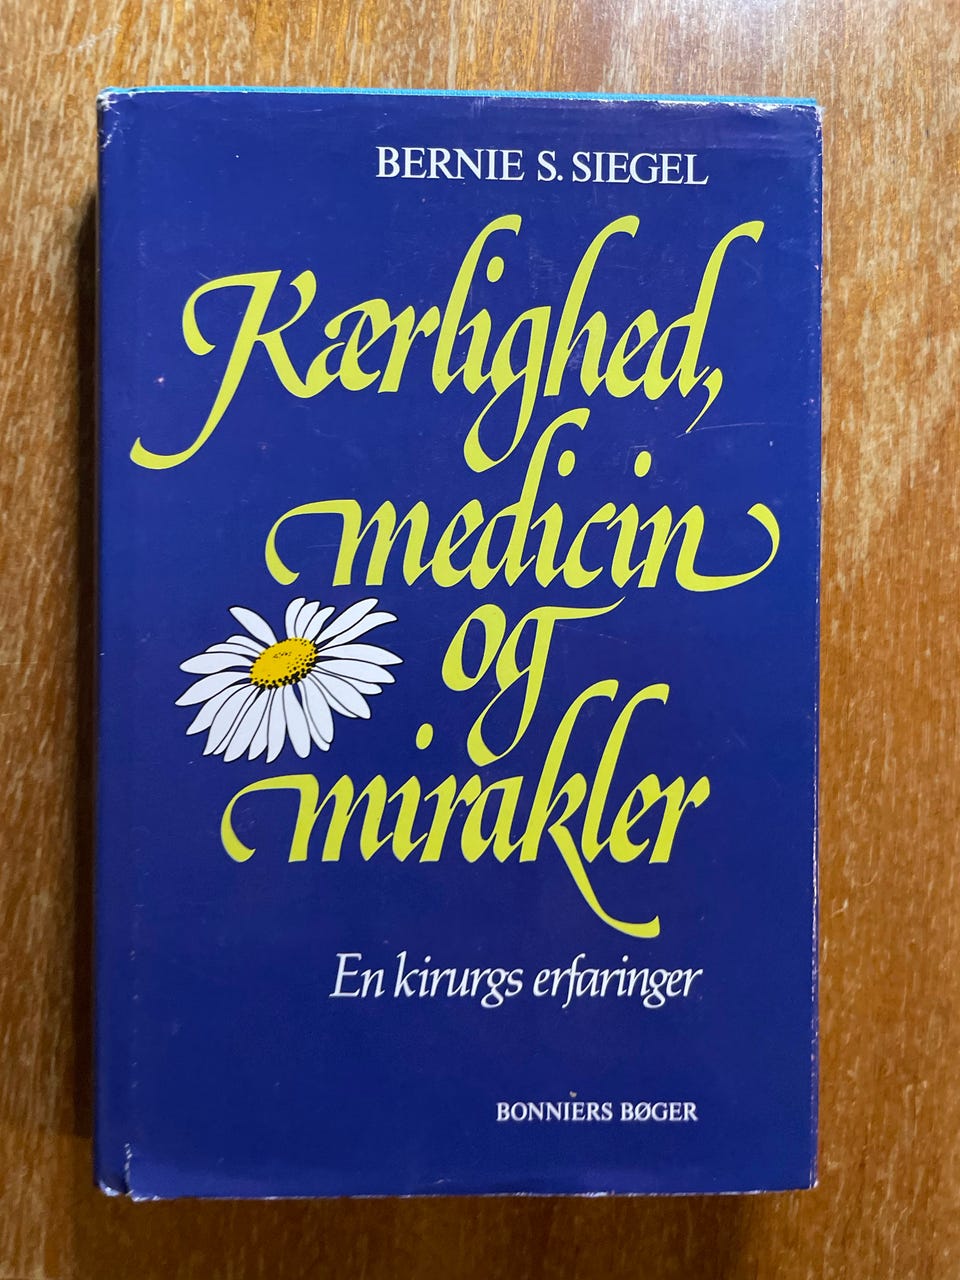 BERNIE S. SIEGEL
Kærlighed,
medicin
og
mirakler
En kirurgs erfaringer
BONNIERS BØGER